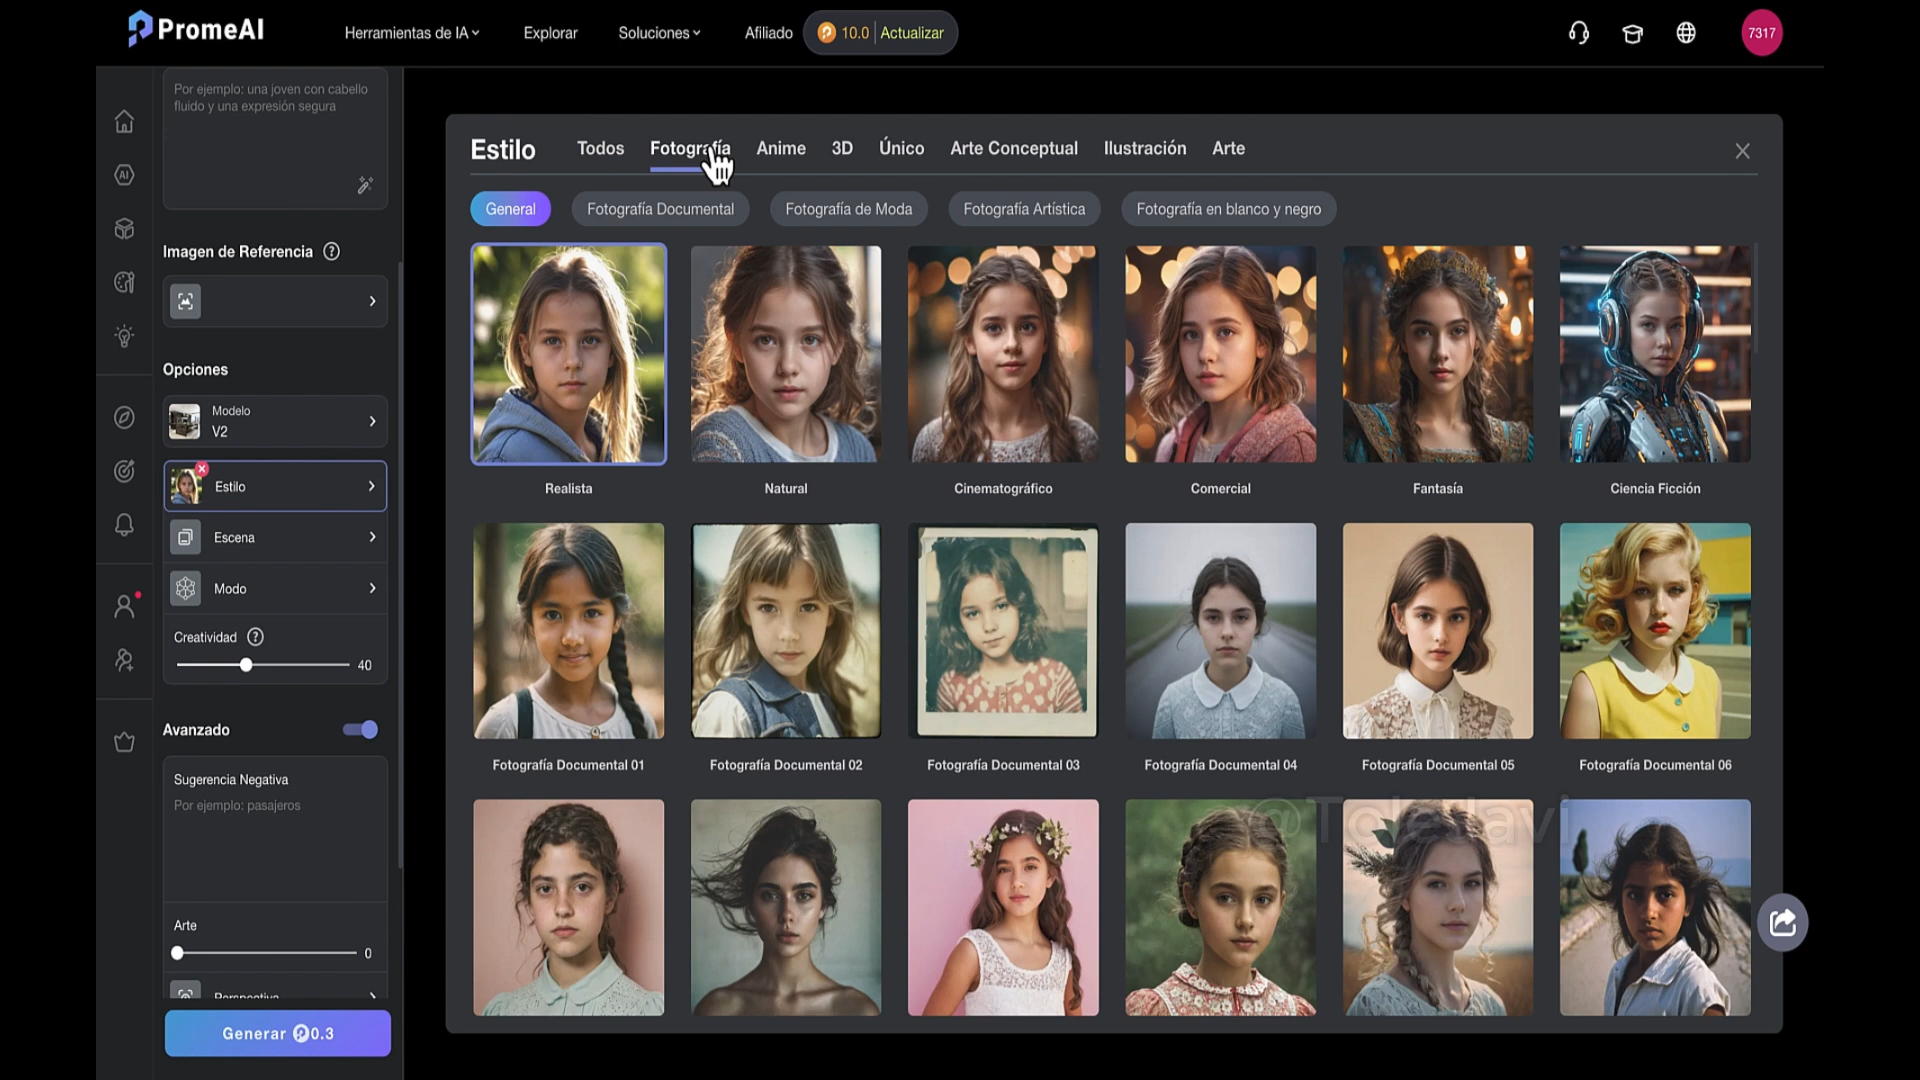 PromeAI
Herramientas de IA
Explorar
Soluciones
Afiliado
10.0
Actualizar
7317
Por ejemplo: una joven con cabello
fluido y una expresión segura
AI
Imagen de Referencia ?
Opciones
Modelo
V2
Estilo
Escena
Modo
Creatividad ?
40
Avanzado
Sugerencia Negativa
Por ejemplo: pasajeros
Arte
0
Perspectiva
Generar 0.3
Estilo
Todos
Fotografía
Anime
3D
Único
Arte Conceptual
Ilustración
Arte
General
Fotografía Documental
Fotografía de Moda
Fotografía Artística
Fotografía en blanco y negro
Realista
Natural
Cinematográfico
Comercial
Fantasía
Ciencia Ficción
Fotografía Documental 01
Fotografía Documental 02
Fotografía Documental 03
Fotografía Documental 04
Fotografía Documental 05
Fotografía Documental 06